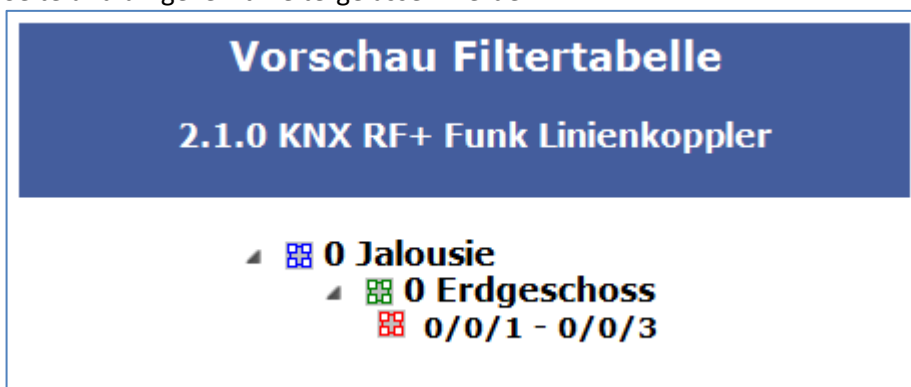 Vorschau Filtertabelle
2.1.0 KNX RF+ Funk Linienkoppler
0 Jalousie
0 Erdgeschoss
0/0/1 - 0/0/3